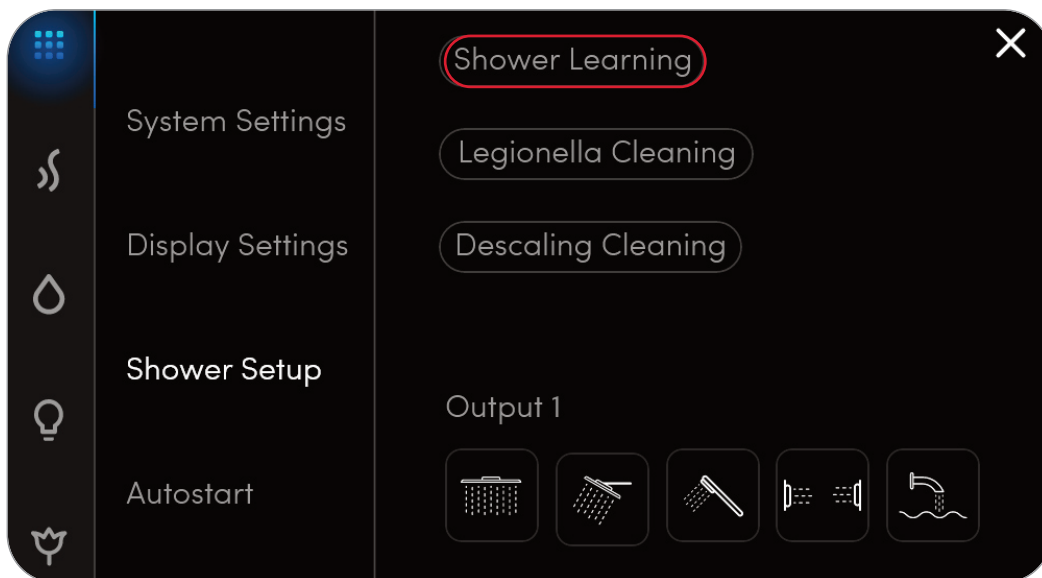 System Settings
Display Settings
Shower Setup
Autostart
Shower Learning
Legionella Cleaning
Descaling Cleaning
Output 1